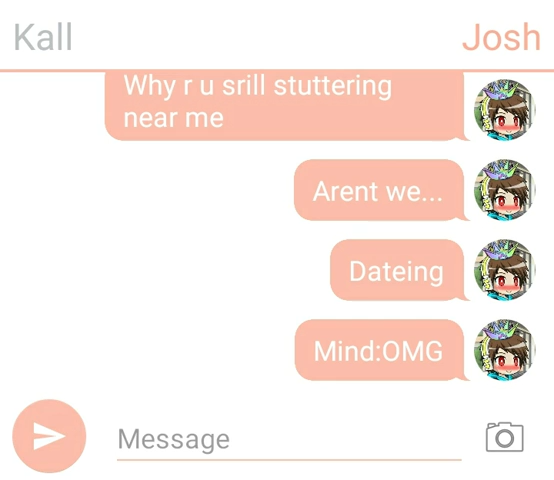 Kall Josh
Why r u srill stuttering
near me
Arent we...
Dateing
Mind:OMG
Message